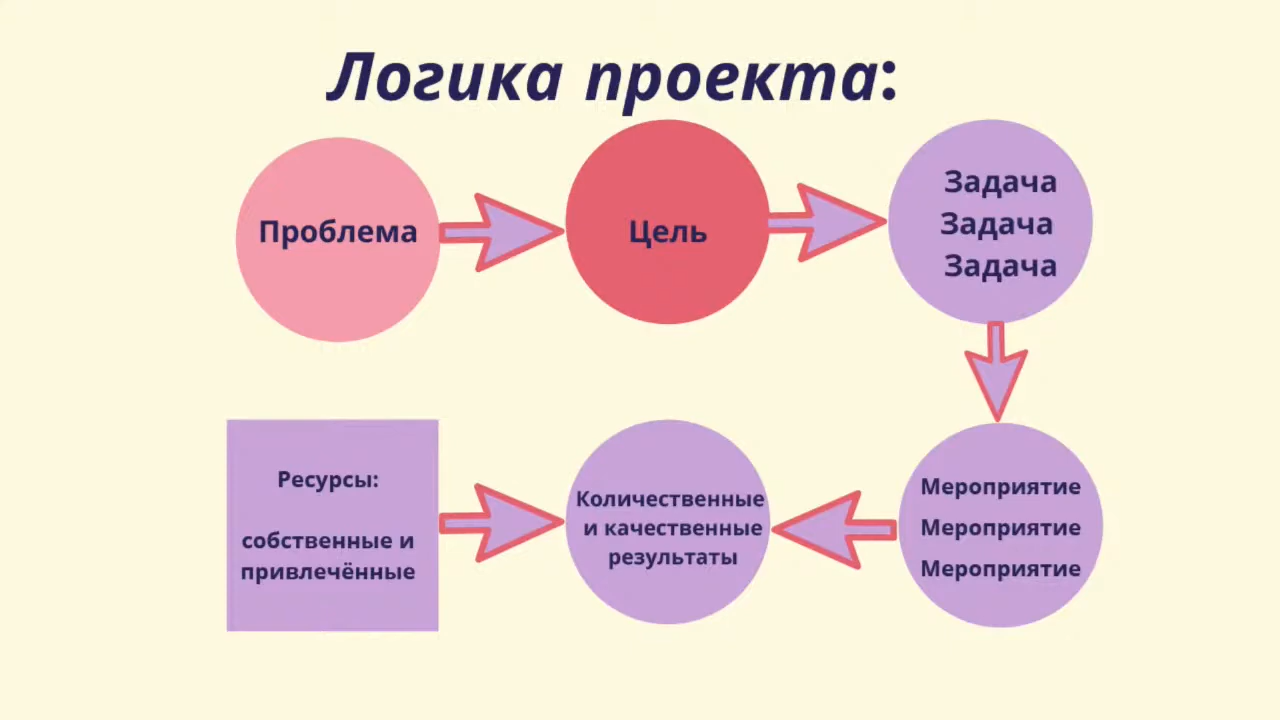 Логика проекта:
Проблема
Цель
Задача
Задача
Задача
Ресурсы:
собственные и
привлечённые
Количественные
и качественные
результаты
Мероприятие
Мероприятие
Мероприятие